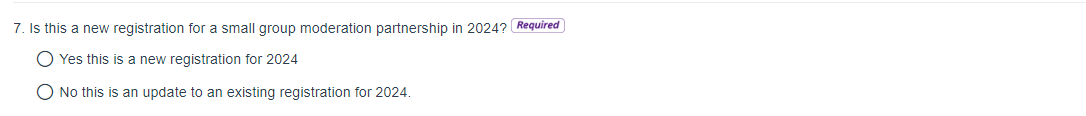 7. Is this a new registration for a small group moderation partnership in 2024? Required
Yes this is a new registration for 2024
No this is an update to an existing registration for 2024.